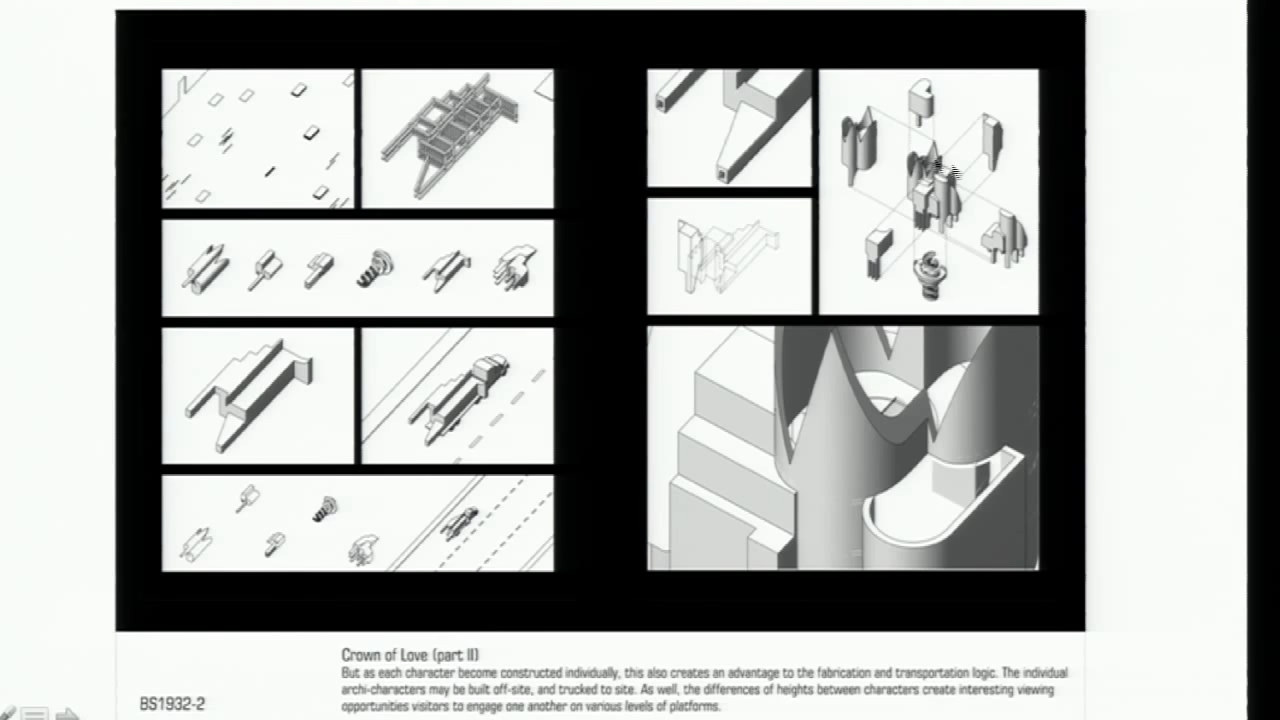 Crown of Love (part II)
But as each character become constructed individually, this also creates an advantage to the fabrication and transportation logic. The individual
archi-characters may be built off-site, and trucked to site. As well, the differences of heights between characters create interesting viewing
opportunities visitors to engage one another on various levels of platforms.
BS1932-2